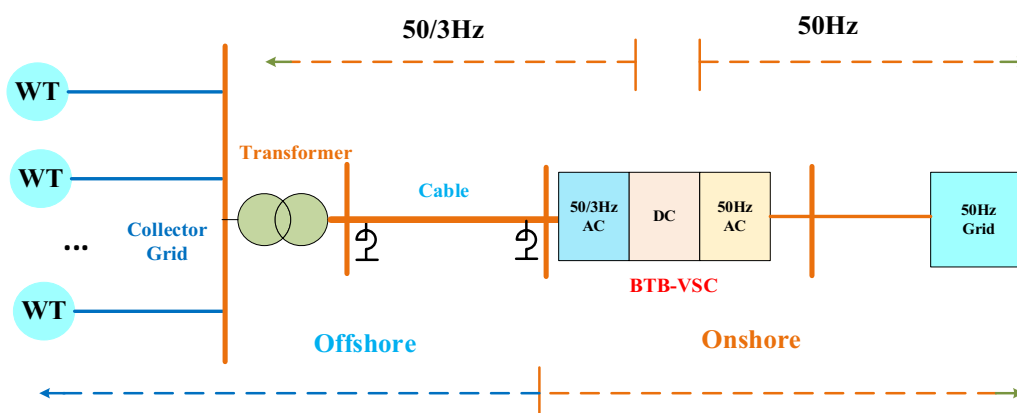 50/3Hz
50Hz
WT
Transformer
WT
Cable
50/3Hz
AC
DC
50Hz
AC
50Hz
Grid
...
Collector
Grid
BTB-VSC
WT
Offshore
Onshore